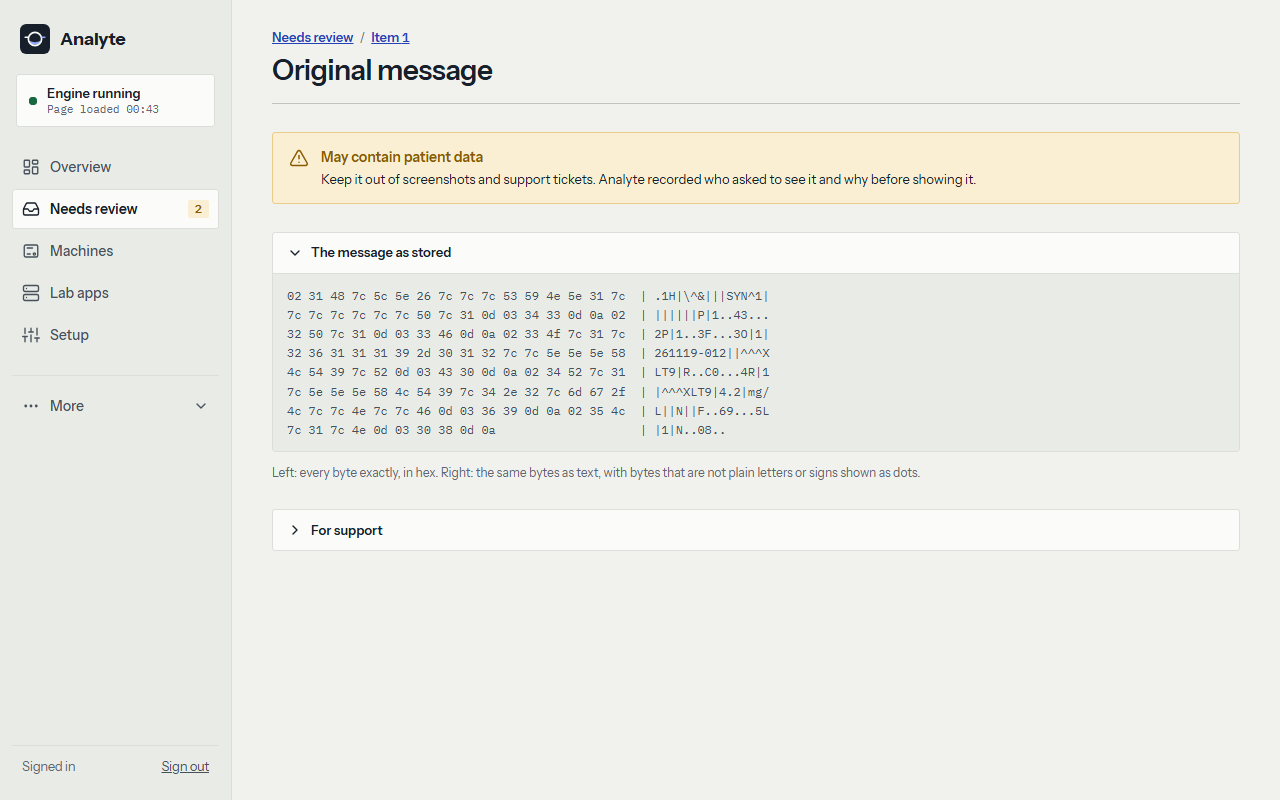 Analyte
Engine running
Page loaded 00:43
Overview
Needs review 2
Machines
Lab apps
Setup
More
Signed in Sign out
Needs review / Item 1
Original message
May contain patient data
Keep it out of screenshots and support tickets. Analyte recorded who asked to see it and why before showing it.
The message as stored
02 31 48 7c 5c 5e 26 7c 7c 7c 53 59 4e 5e 31 7c | .1H|\^&|||SYN^1|
7c 7c 7c 7c 7c 7c 50 7c 31 0d 03 34 33 0d 0a 02 | ||||||P|1..43...
32 50 7c 31 0d 03 33 46 0d 0a 02 33 4f 7c 31 7c | 2P|1..3F...3O|1|
32 36 31 31 31 39 2d 30 31 32 7c 7c 5e 5e 5e 58 | 261119-012||^^^X
4c 54 39 7c 52 0d 03 43 30 0d 0a 02 34 52 7c 31 | LT9|R..C0...4R|1
7c 5e 5e 5e 58 4c 54 39 7c 34 2e 32 7c 6d 67 2f | |^^^XLT9|4.2|mg/
4c 7c 7c 4e 7c 7c 46 0d 03 36 39 0d 0a 02 35 4c | L||N||F..69...5L
7c 31 7c 4e 0d 03 30 38 0d 0a | |1|N..08..
Left: every byte exactly, in hex. Right: the same bytes as text, with bytes that are not plain letters or signs shown as dots.
For support